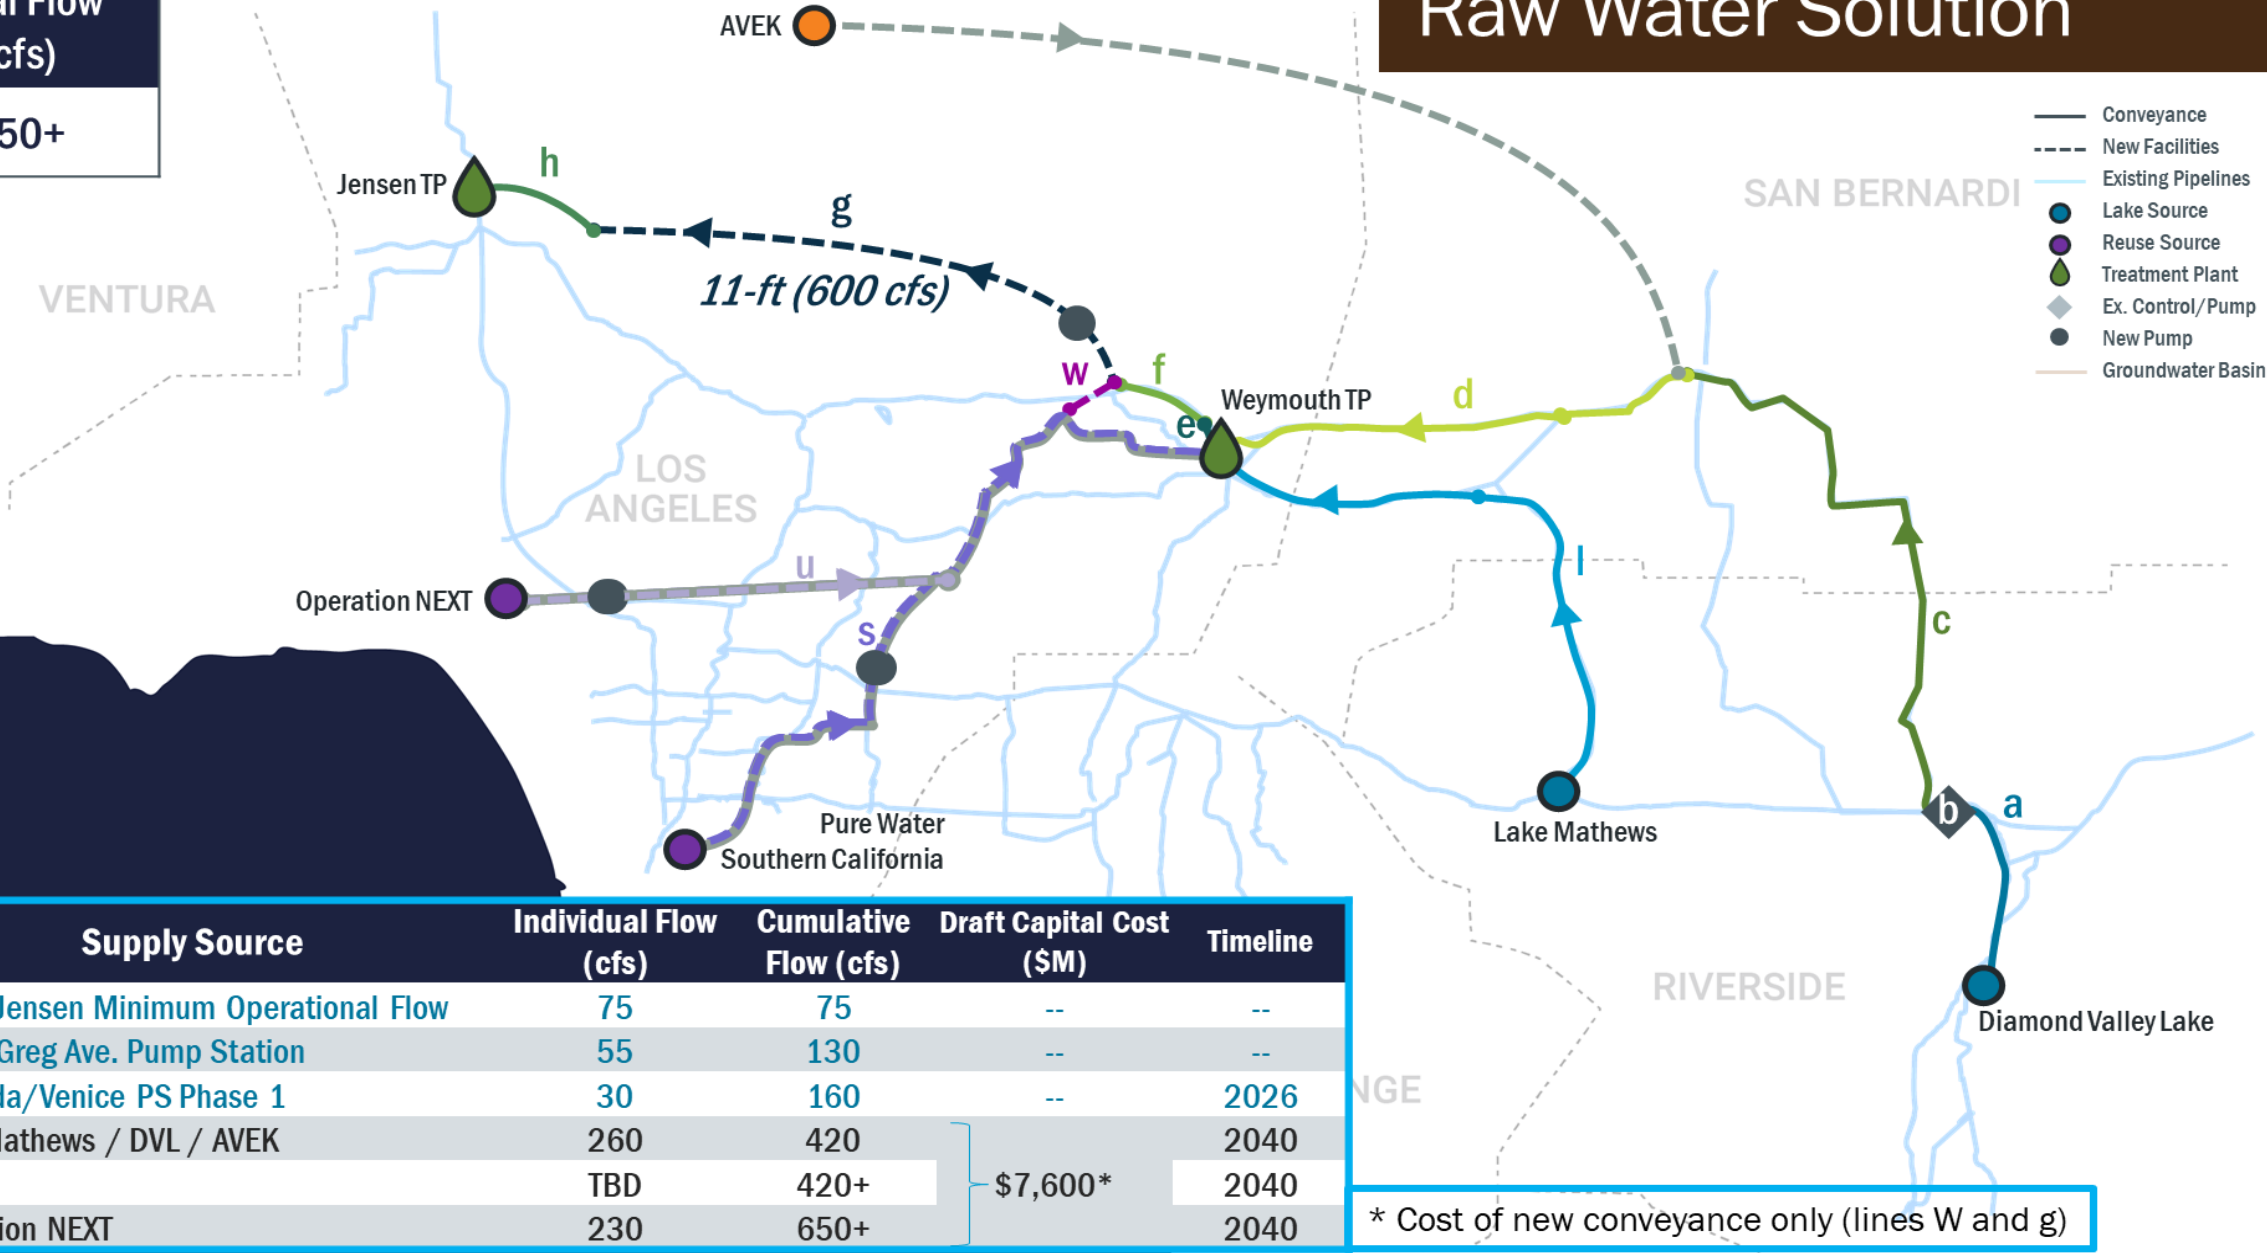 Flow
(cfs)
50+
Raw Water Solution
AVEK
Conveyance
New Facilities
Existing Pipelines
Lake Source
Reuse Source
Treatment Plant
Ex. Control/Pump
New Pump
Groundwater Basin
SAN BERNARDI
Jensen TP
h
g
11-ft (600 cfs)
VENTURA
w
f
Weymouth TP
d
e
LOS
ANGELES
u
l
Operation NEXT
s
c
b
a
Pure Water
Southern California
Lake Mathews
RIVERSIDE
Diamond Valley Lake
NGE
Supply Source
Individual Flow
(cfs)
Cumulative
Flow (cfs)
Draft Capital Cost
($M)
Timeline
Jensen Minimum Operational Flow 75 75 -- --
Greg Ave. Pump Station 55 130 -- --
da/Venice PS Phase 1 30 160 -- 2026
Mathews / DVL / AVEK 260 420 2040
TBD 420+ $7,600* 2040
ion NEXT 230 650+ 2040
* Cost of new conveyance only (lines W and g)